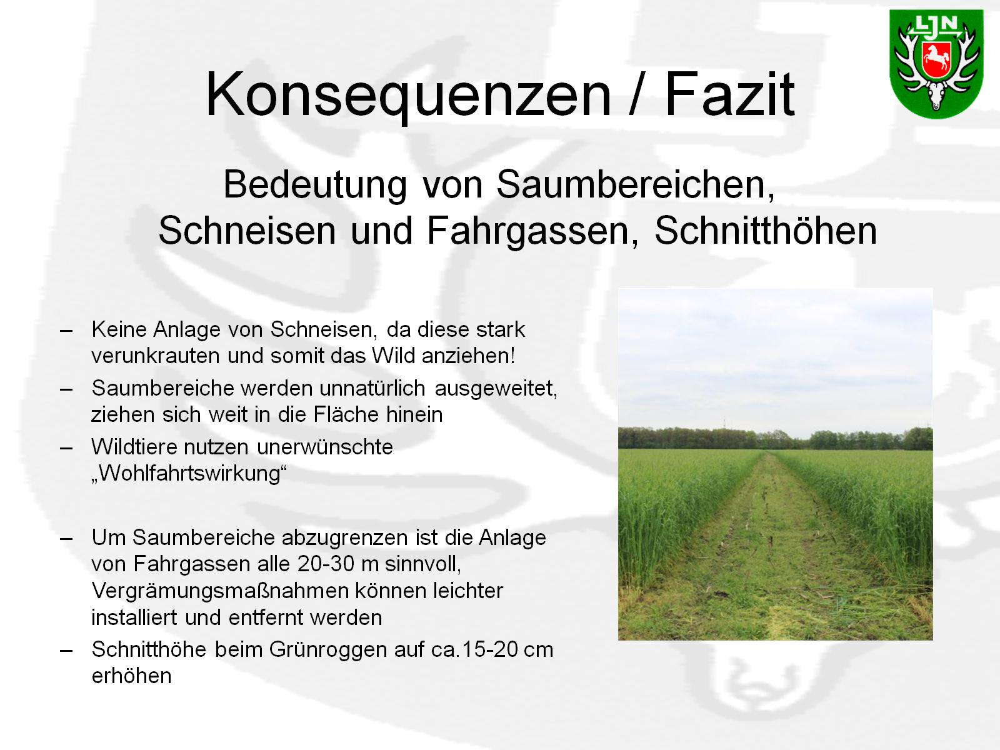 LJN
Konsequenzen / Fazit
Bedeutung von Saumbereichen,
Schneisen und Fahrgassen, Schnitthöhen
– Keine Anlage von Schneisen, da diese stark
verunkrauten und somit das Wild anziehen!
– Saumbereiche werden unnatürlich ausgeweitet,
ziehen sich weit in die Fläche hinein
– Wildtiere nutzen unerwünschte
„Wohlfahrtswirkung“
– Um Saumbereiche abzugrenzen ist die Anlage
von Fahrgassen alle 20-30 m sinnvoll,
Vergrämungsmaßnahmen können leichter
installiert und entfernt werden
– Schnitthöhe beim Grünroggen auf ca.15-20 cm
erhöhen